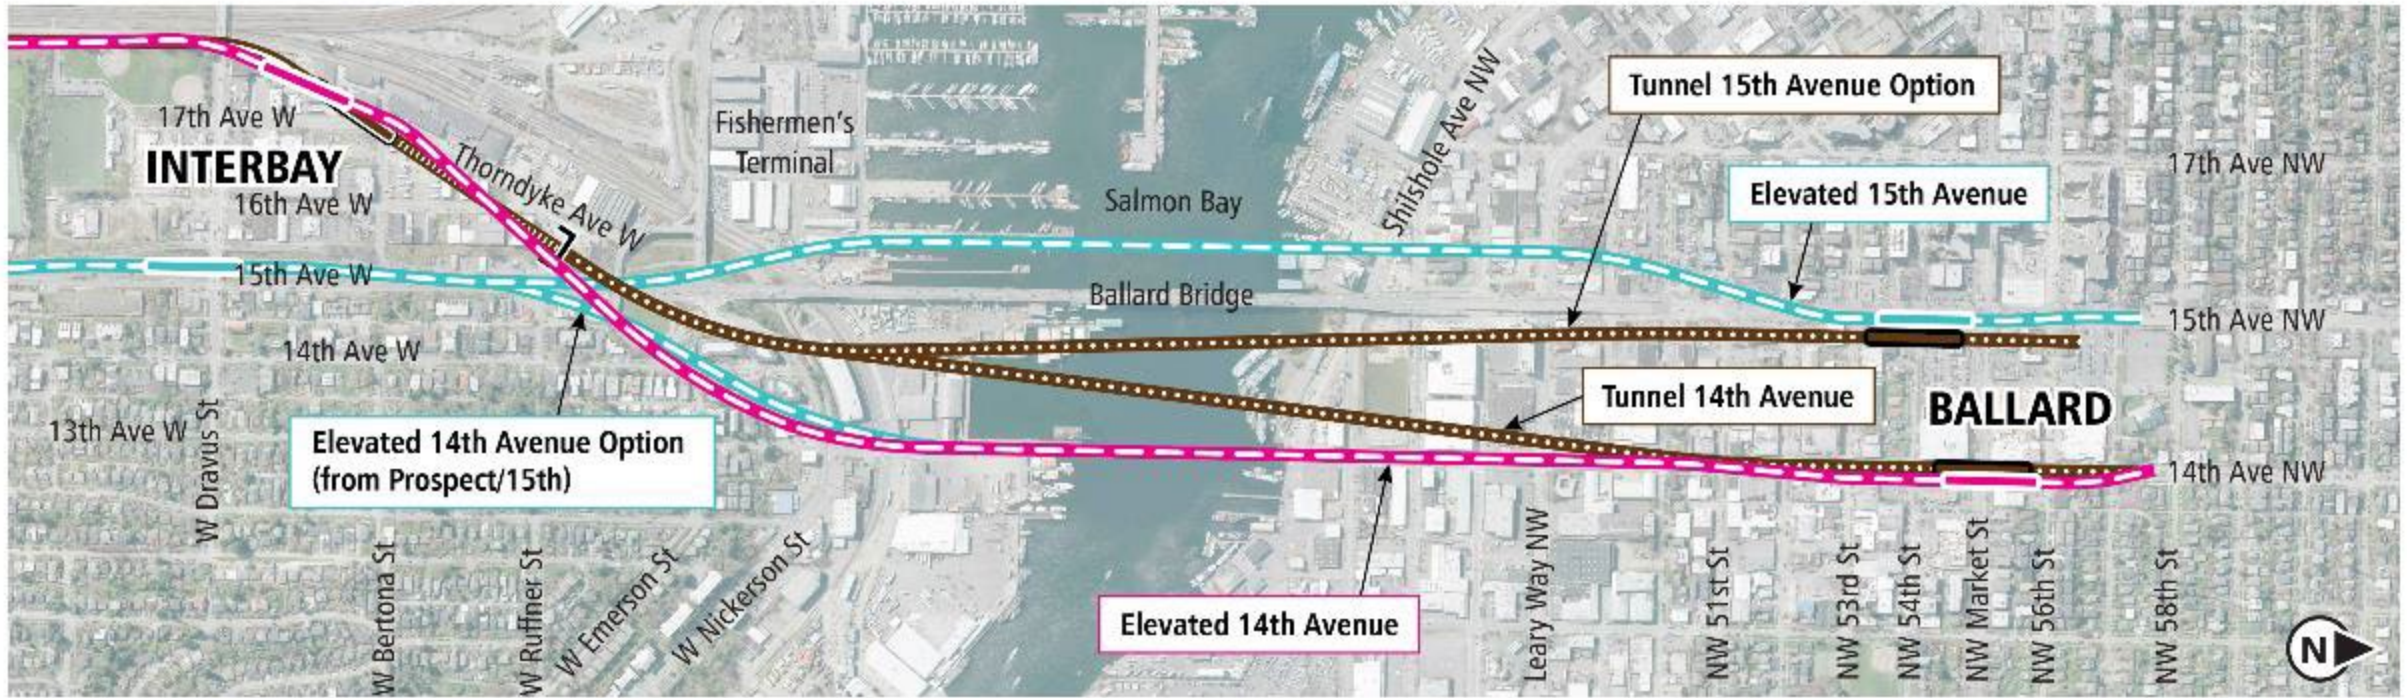 Tunnel 15th Avenue Option
17th Ave W
Fishermen's
Terminal
Shilshole Ave NW
INTERBAY
Thorndyke Ave W
17th Ave NW
Elevated 15th Avenue
16th Ave W
Salmon Bay
15th Ave W
Ballard Bridge
15th Ave NW
14th Ave W
Tunnel 14th Avenue
BALLARD
13th Ave W
W Dravus St
Elevated 14th Avenue Option
(from Prospect/15th)
14th Ave NW
W Bertona St
W Ruffner St
W Emerson St
W Nickerson St
Elevated 14th Avenue
Leary Way NW
NW 51st St
NW 53rd St
NW 54th St
NW Market St
NW 56th St
NW 58th St
N